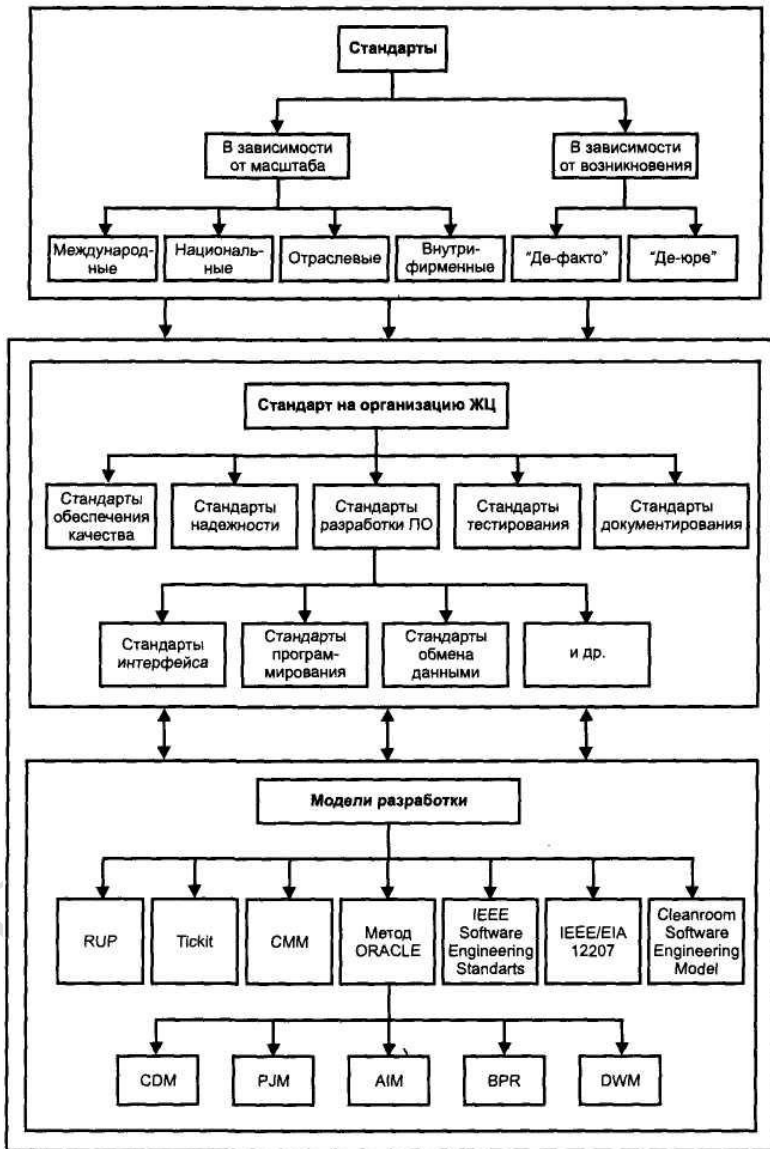 Стандарты
В зависимости
от масштаба
В зависимости
от возникновения
Международ-
ные
Националь-
ные
Отраслевые
Внутри-
фирменные
"Де-факто"
"Де-юре"
Стандарт на организацию ЖЦ
Стандарты
обеспечения
качества
Стандарты
надежности
Стандарты
разработки ПО
Стандарты
тестирования
Стандарты
документирования
Стандарты
интерфейса
Стандарты
програм-
мирования
Стандарты
обмена
данными
и др.
Модели разработки
RUP
Tickit
CMM
Метод
ORACLE
IEEE
Software
Engineering
Standarts
IEEE/EIA
12207
Cleanroom
Software
Engineering
Model
CDM
PJM
AIM
BPR
DWM